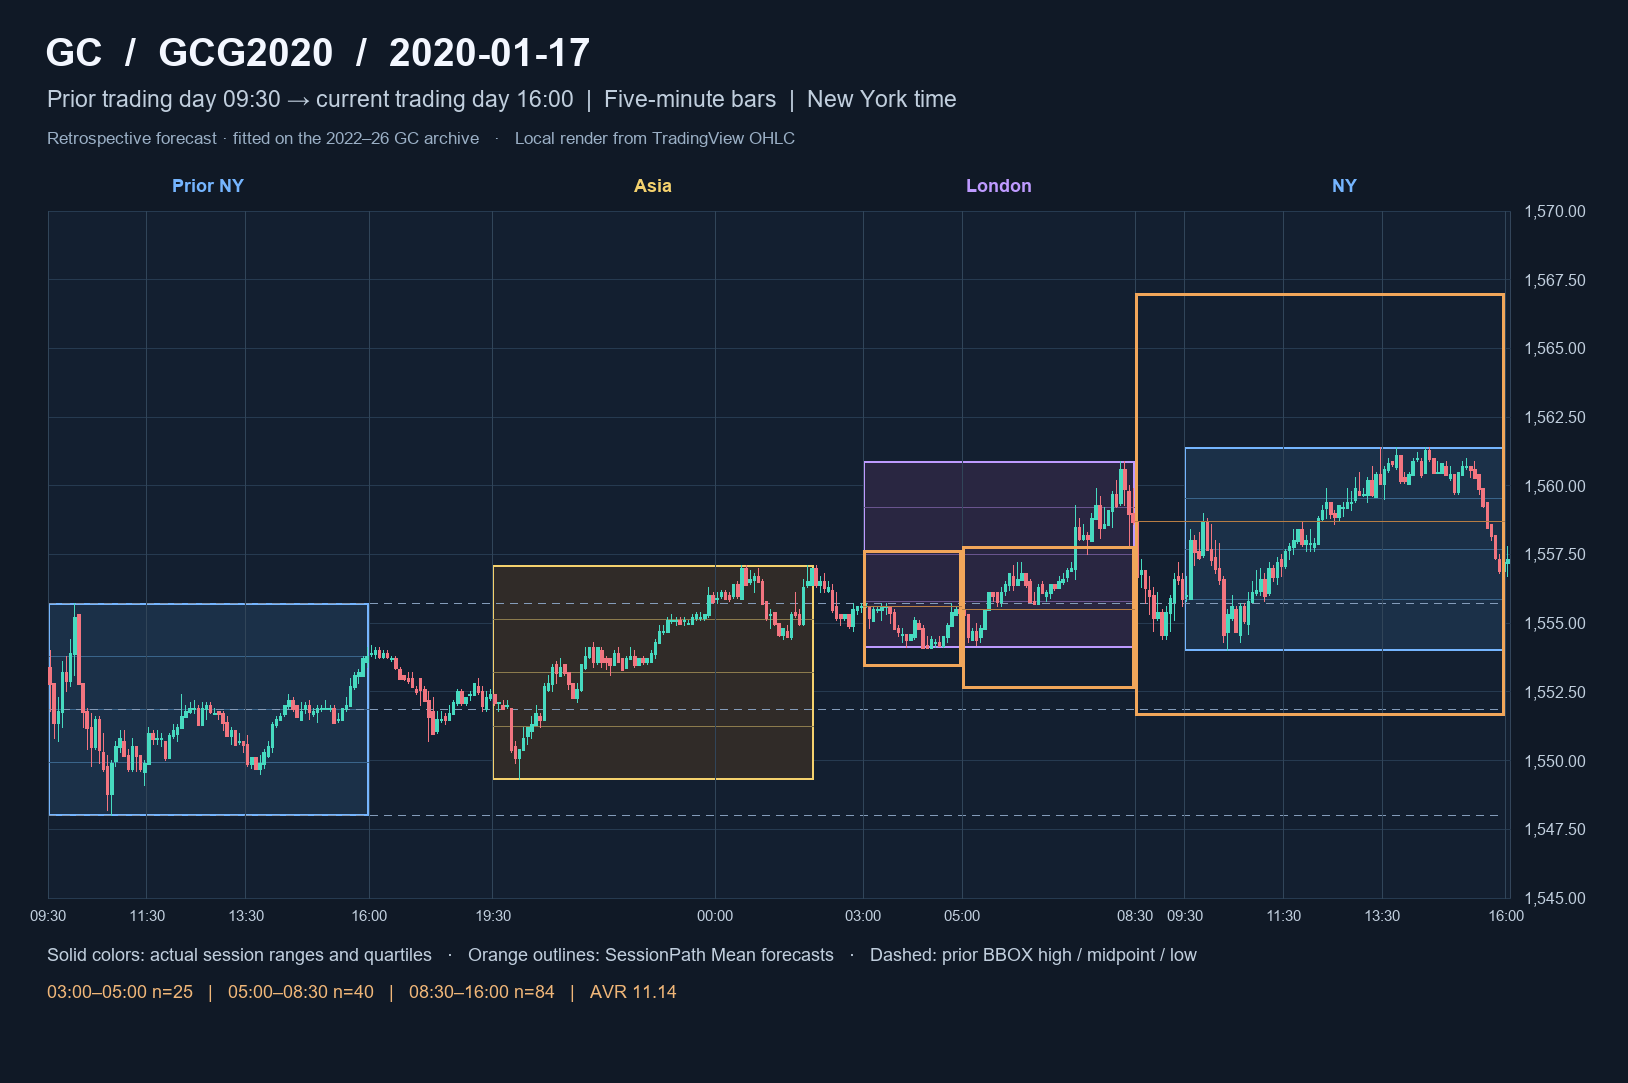 GC / GCG2020 / 2020-01-17
Prior trading day 09:30 → current trading day 16:00 | Five-minute bars | New York time
Retrospective forecast · fitted on the 2022–26 GC archive · Local render from TradingView OHLC
Prior NY Asia London NY
1,570.00
1,567.50
1,565.00
1,562.50
1,560.00
1,557.50
1,555.00
1,552.50
1,550.00
1,547.50
1,545.00
09:30 11:30 13:30 16:00 19:30 00:00 03:00 05:00 08:30 09:30 11:30 13:30 16:00
Solid colors: actual session ranges and quartiles · Orange outlines: SessionPath Mean forecasts · Dashed: prior BBOX high / midpoint / low
03:00–05:00 n=25 | 05:00–08:30 n=40 | 08:30–16:00 n=84 | AVR 11.14